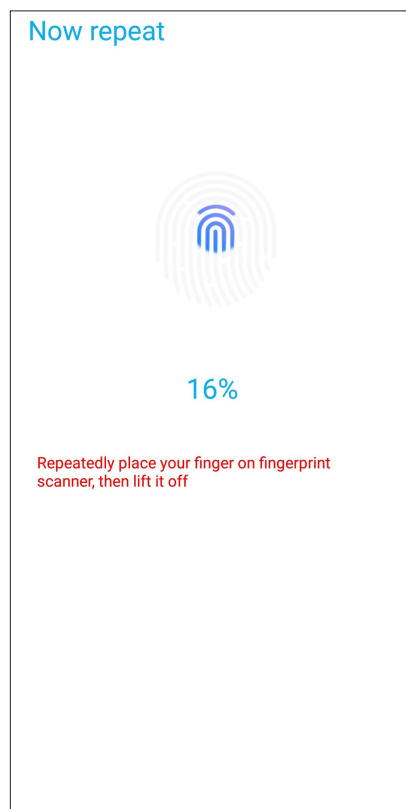 Now repeat
16%
Repeatedly place your finger on fingerprint
scanner, then lift it off